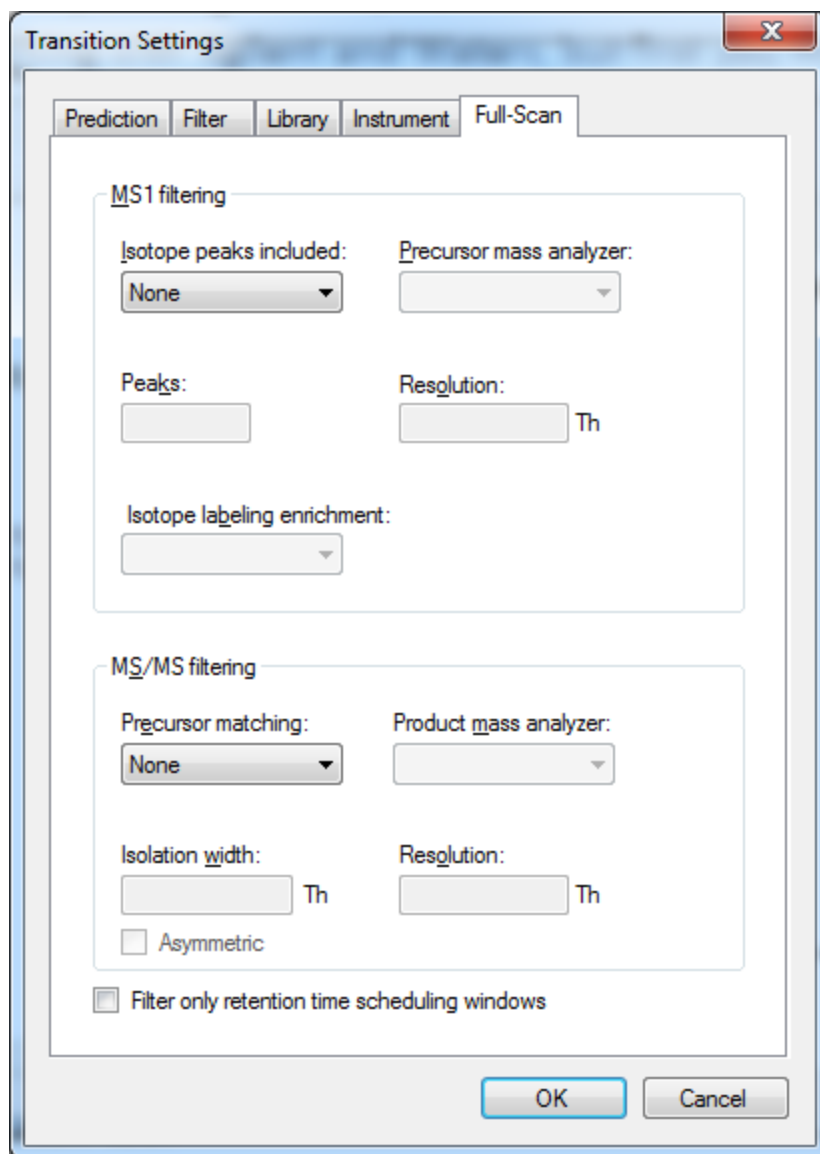 Transition Settings
Prediction Filter Library Instrument Full-Scan
MS1 filtering
Isotope peaks included: Precursor mass analyzer:
None
Peaks: Resolution:
Th
Isotope labeling enrichment:
MS/MS filtering
Precursor matching: Product mass analyzer:
None
Isolation width: Resolution:
Th Th
Asymmetric
Filter only retention time scheduling windows
OK Cancel